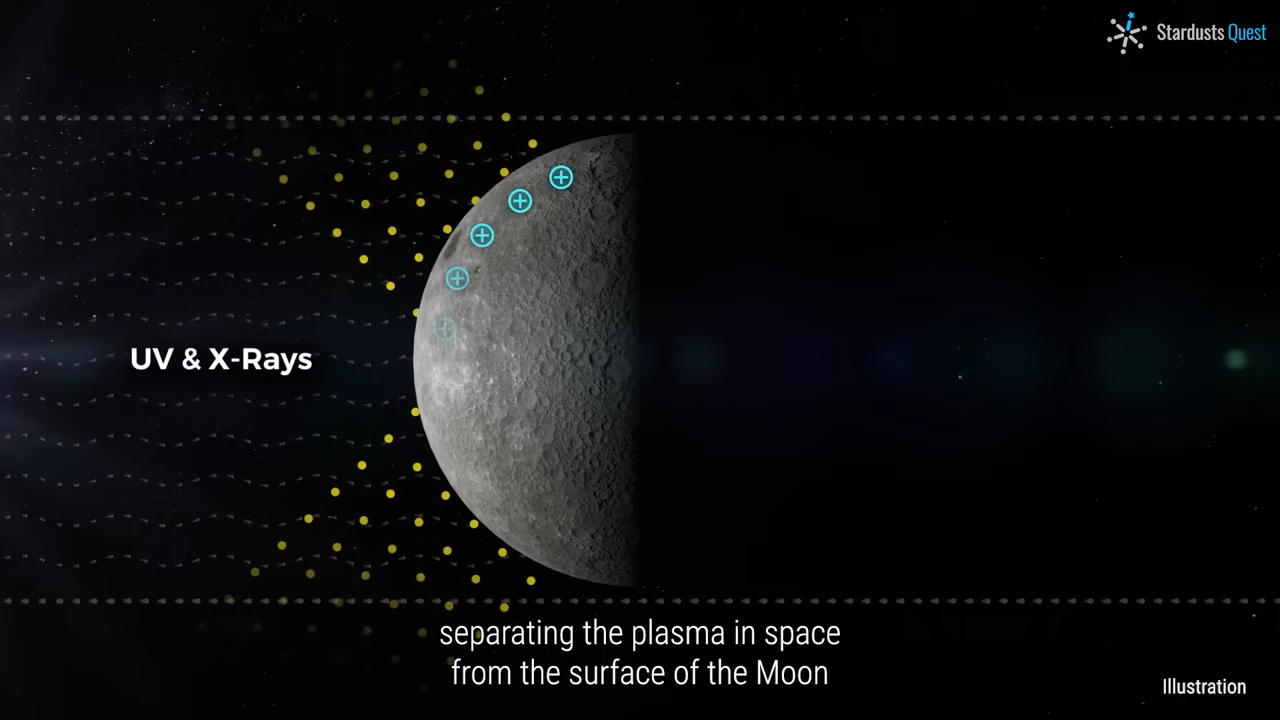 Stardusts Quest
UV & X-Rays
separating the plasma in space
from the surface of the Moon
Illustration